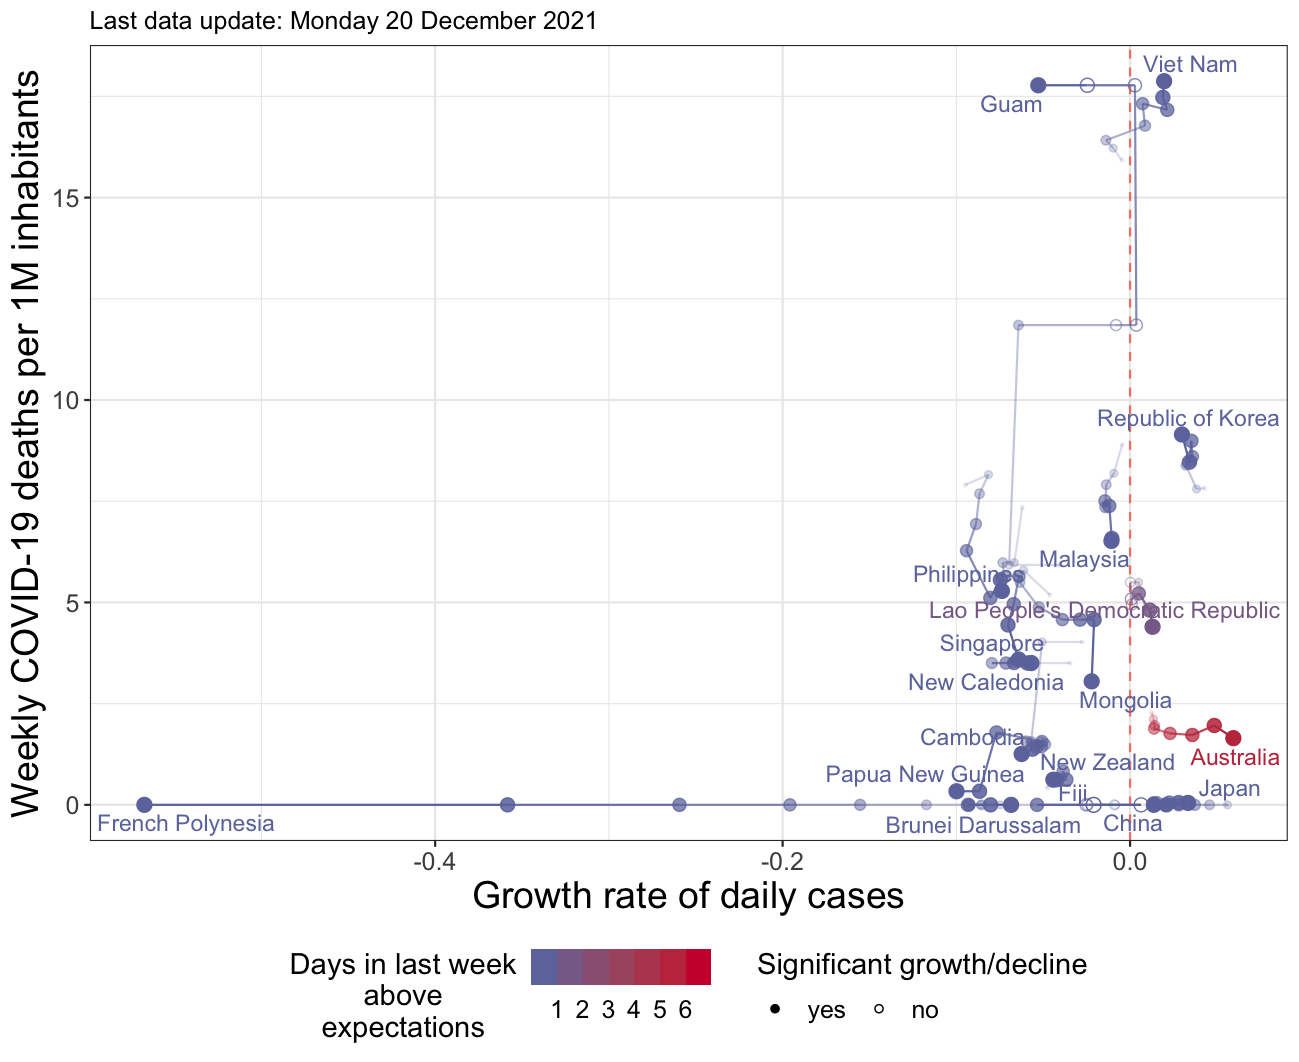 Last data update: Monday 20 December 2021
Weekly COVID-19 deaths per 1M inhabitants
15
10
5
0
Viet Nam
Guam
Republic of Korea
Malaysia
Philippines
Lao People's Democratic Republic
Singapore
New Caledonia
Mongolia
Cambodia
Australia
New Zealand
Papua New Guinea
Fiji
Japan
French Polynesia
Brunei Darussalam
China
-0.4
-0.2
0.0
Growth rate of daily cases
Days in last week
above
expectations
1 2 3 4 5 6
Significant growth/decline
yes
no